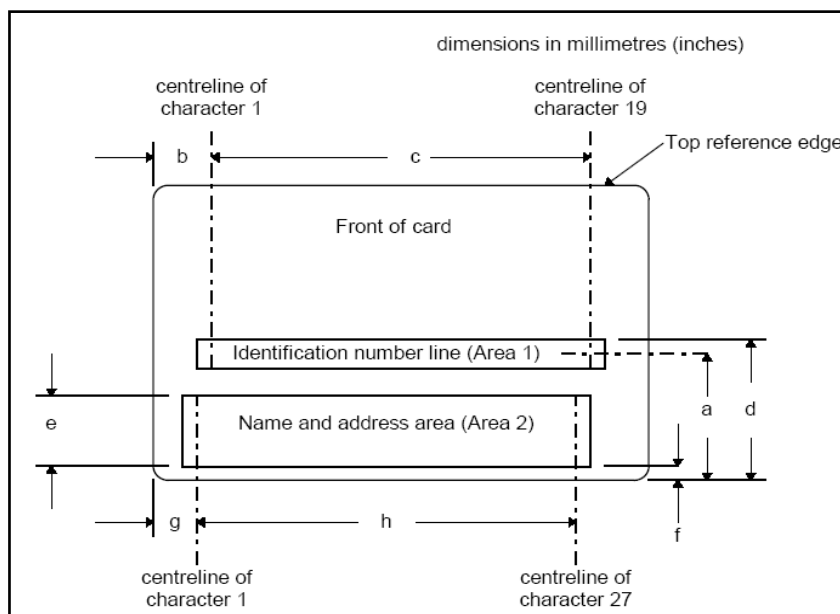 dimensions in millimetres (inches)
centreline of
character 1
centreline of
character 19
b
c
Top reference edge
Front of card
Identification number line (Area 1)
a
d
e
Name and address area (Area 2)
g
h
f
centreline of
character 1
centreline of
character 27